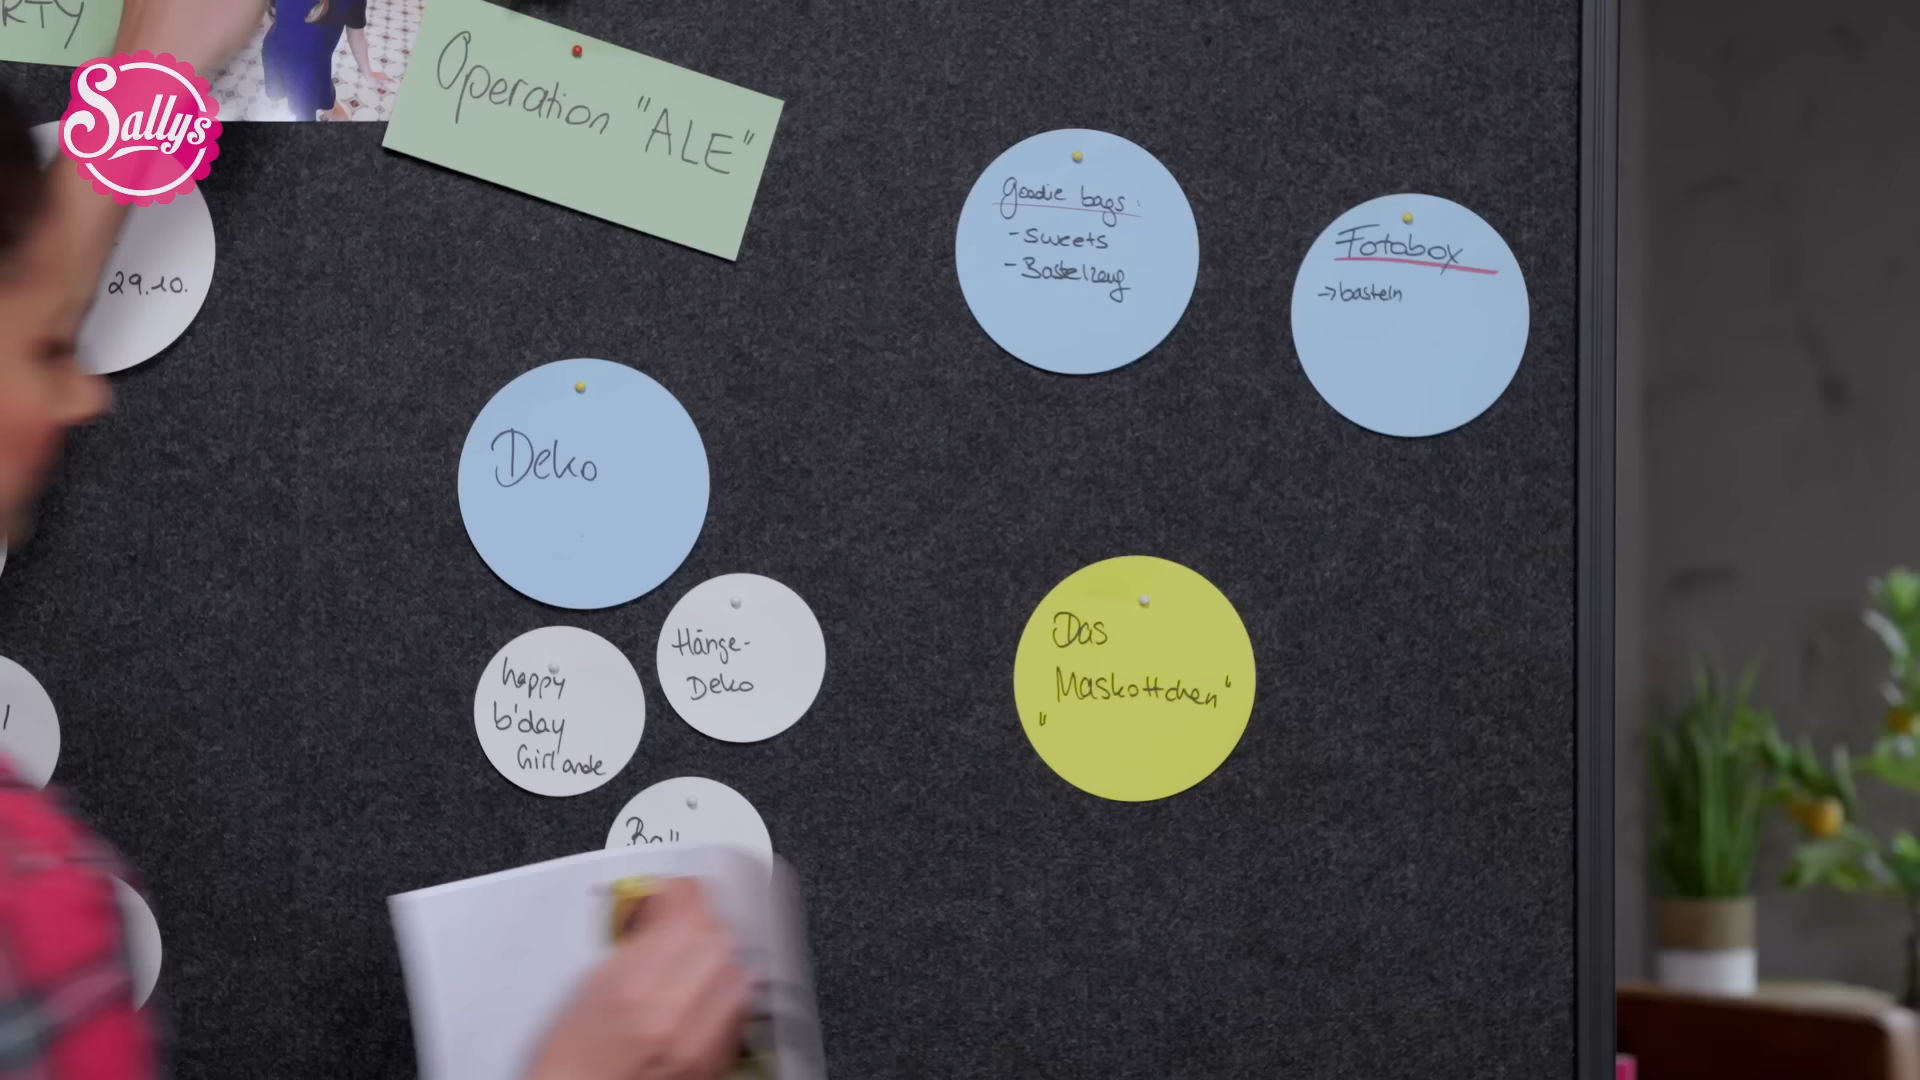 Sallys
Operation "ALE"
29.10.
goodie bags:
- Sweets
- Bastelzeug
Fotobox
→ basteln
Deko
Hänge-
Deko
happy
b'day
Girlande
Das
Maskottchen"
"